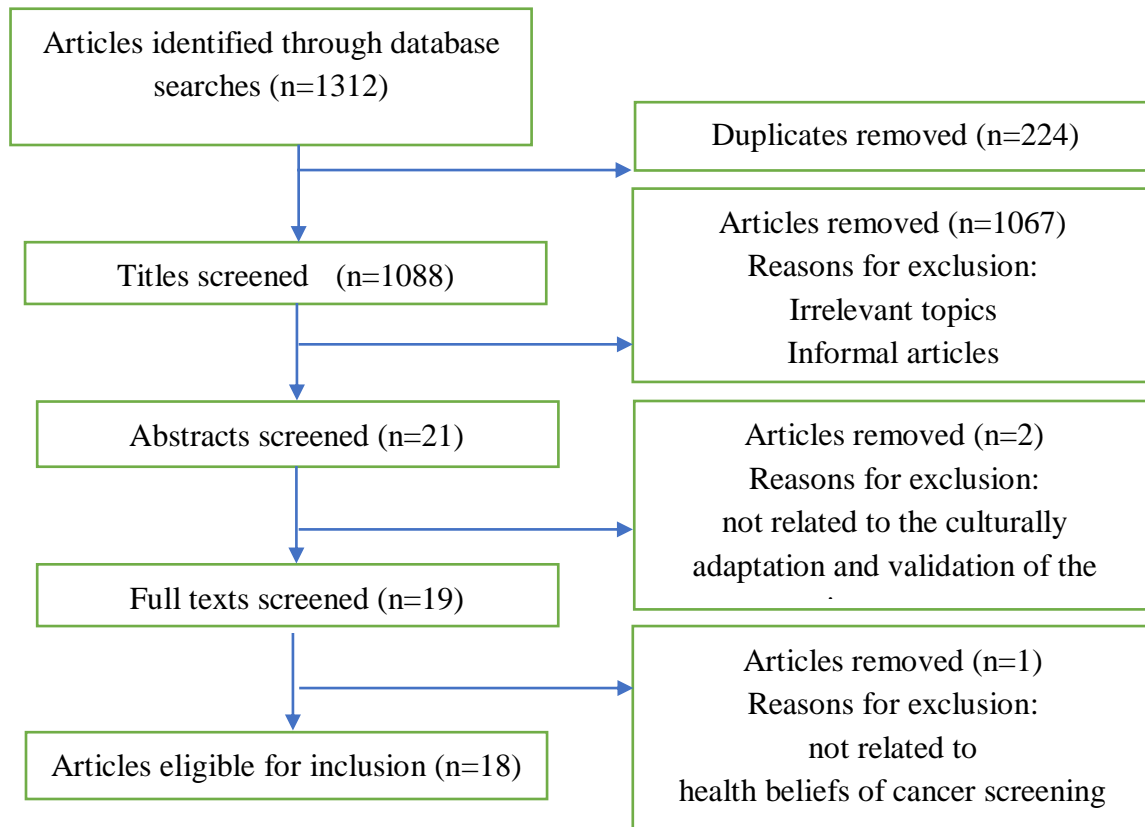 Articles identified through database
searches (n=1312)
Duplicates removed (n=224)
Titles screened (n=1088)
Articles removed (n=1067)
Reasons for exclusion:
Irrelevant topics
Informal articles
Abstracts screened (n=21)
Articles removed (n=2)
Reasons for exclusion:
not related to the culturally
adaptation and validation of the
Full texts screened (n=19)
Articles removed (n=1)
Reasons for exclusion:
not related to
health beliefs of cancer screening
Articles eligible for inclusion (n=18)